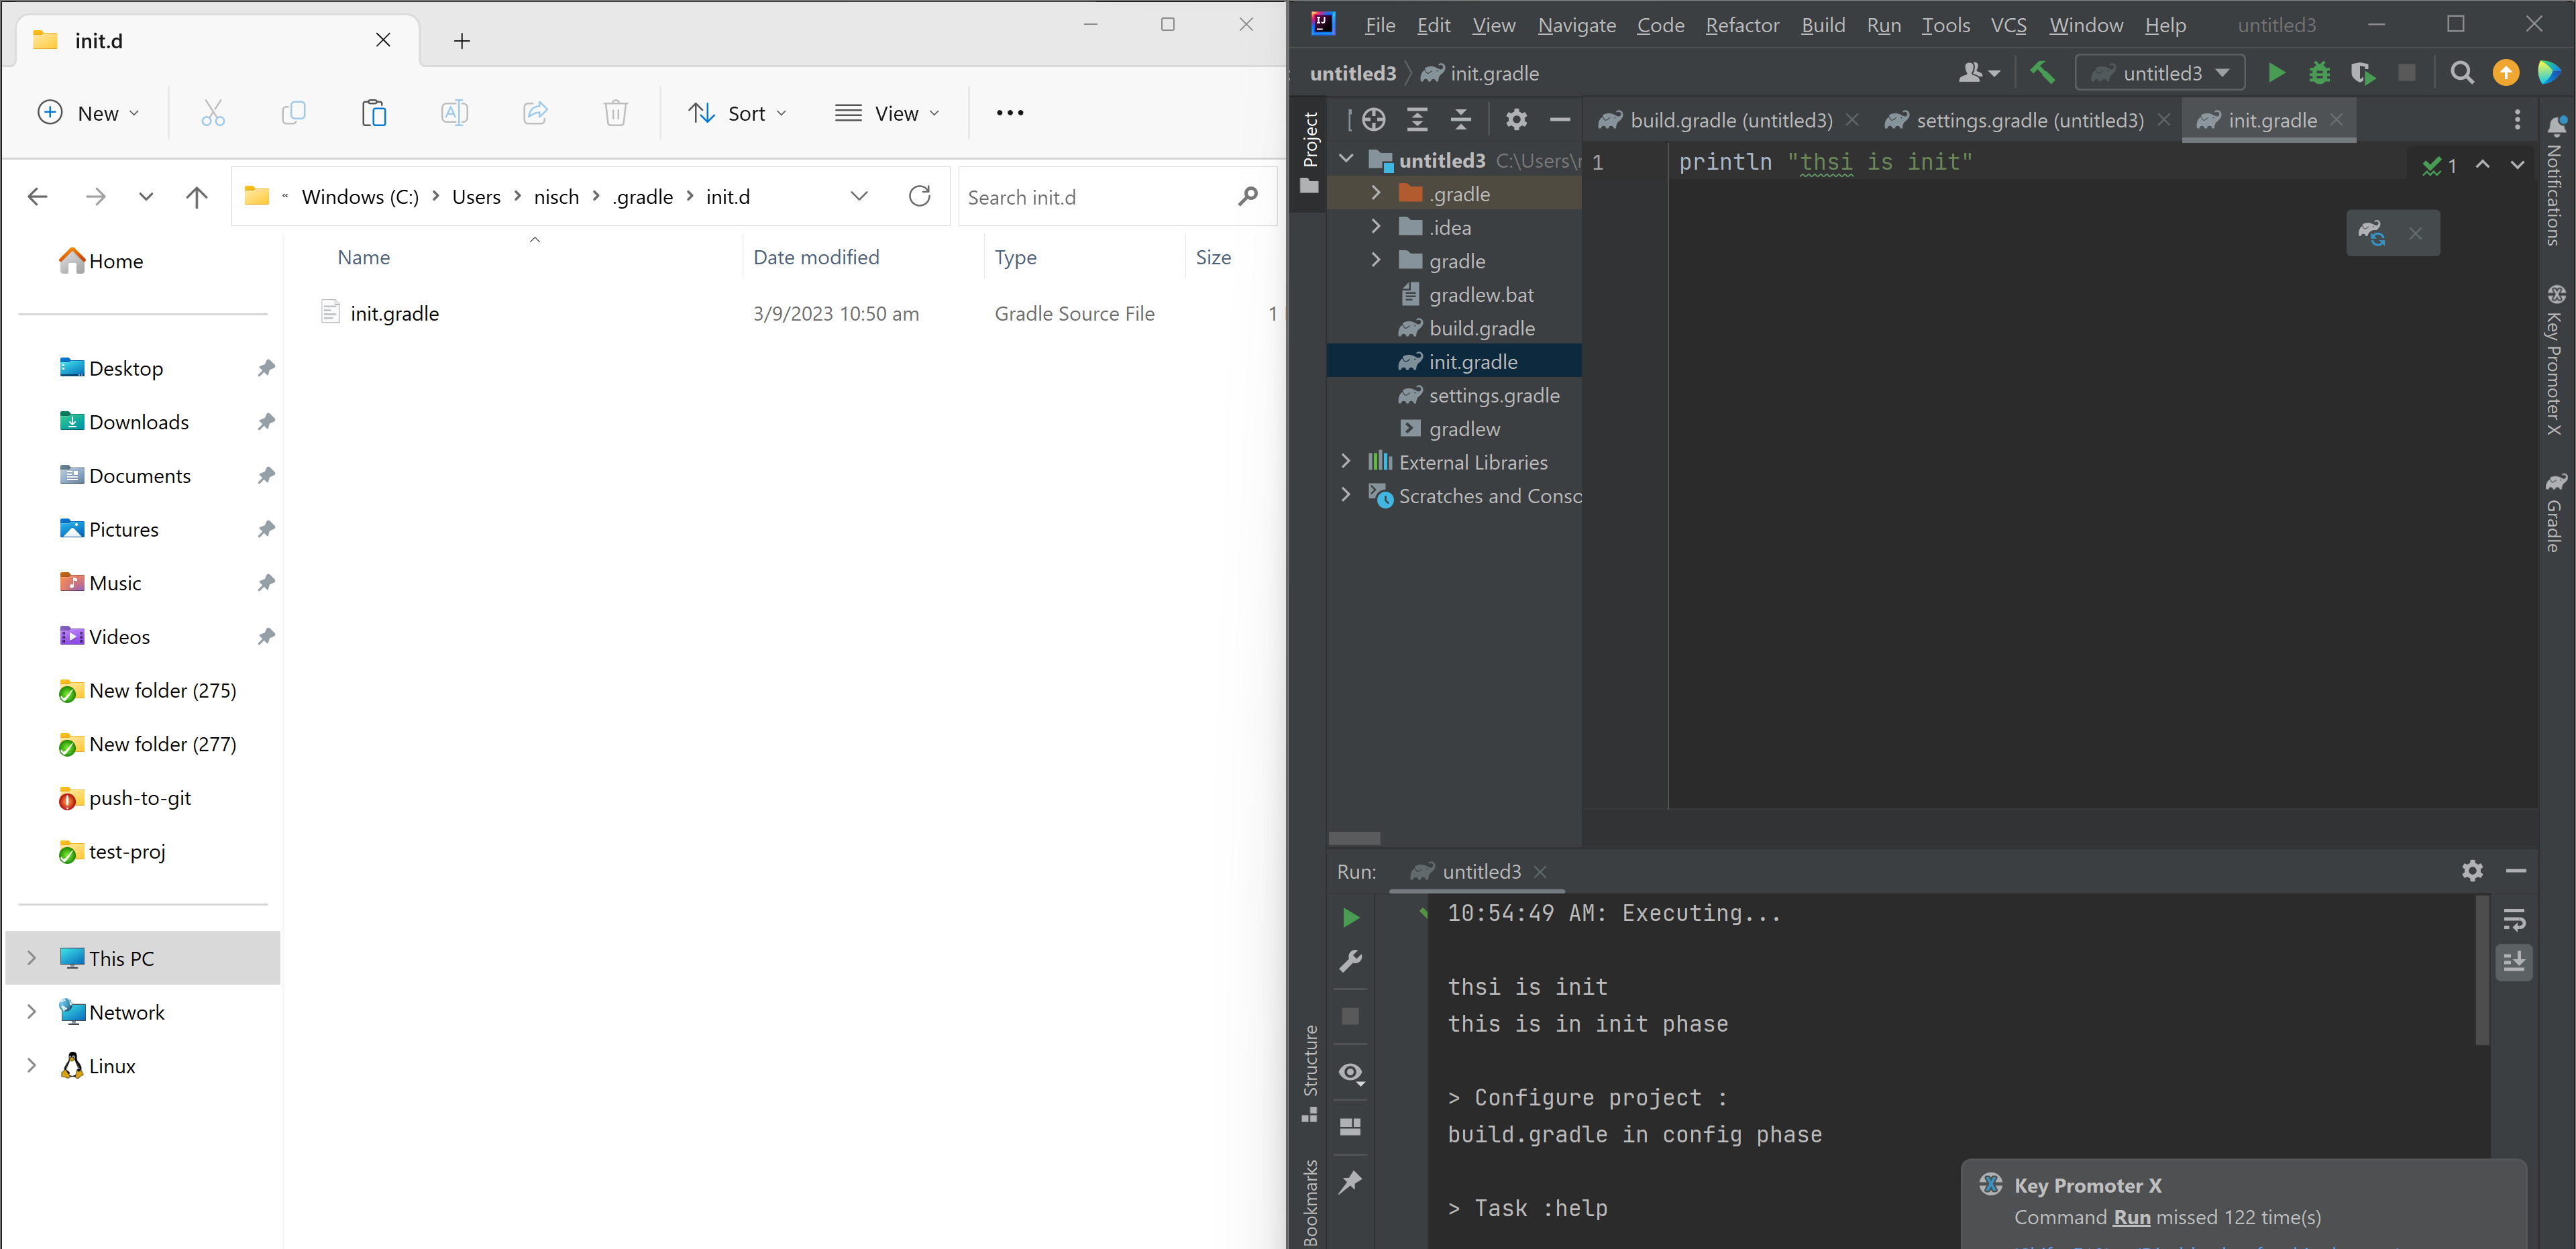 init.d
New
Sort
View
Windows (C:) > Users > nisch > .gradle > init.d
Search init.d
Name
Date modified
Type
Size
init.gradle
3/9/2023 10:50 am
Gradle Source File
1
Home
Desktop
Downloads
Documents
Pictures
Music
Videos
New folder (275)
New folder (277)
push-to-git
test-proj
This PC
Network
Linux
File Edit View Navigate Code Refactor Build Run Tools VCS Window Help untitled3
untitled3 init.gradle
untitled3
Project
build.gradle (untitled3)
settings.gradle (untitled3)
init.gradle
untitled3 C:\Users\
.gradle
.idea
gradle
gradlew.bat
build.gradle
init.gradle
settings.gradle
gradlew
External Libraries
Scratches and Conso
1 println "thsi is init"
1
Notifications
Key Promoter X
Gradle
Run: untitled3
10:54:49 AM: Executing...
thsi is init
this is in init phase
> Configure project :
build.gradle in config phase
> Task :help
Structure
Bookmarks
Key Promoter X
Command Run missed 122 time(s)